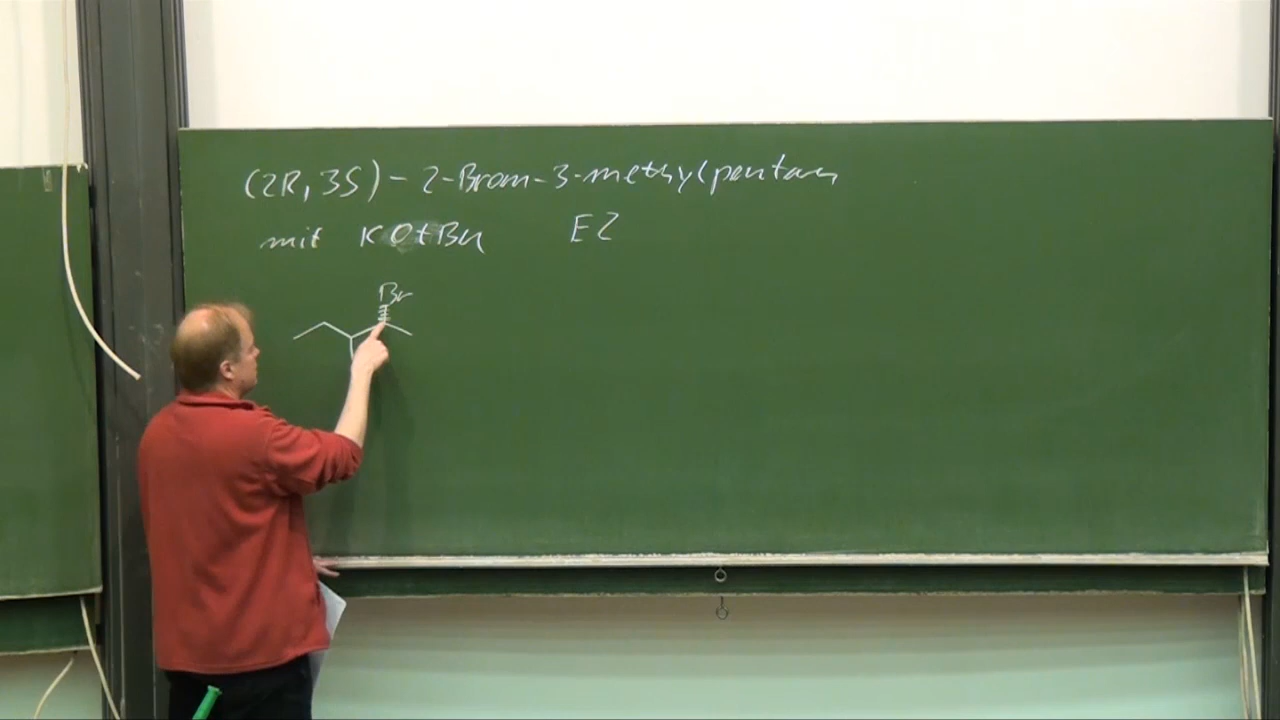 (2R, 3S) - 2-Brom-3-methylpentan
mit KOtBu E2
Br